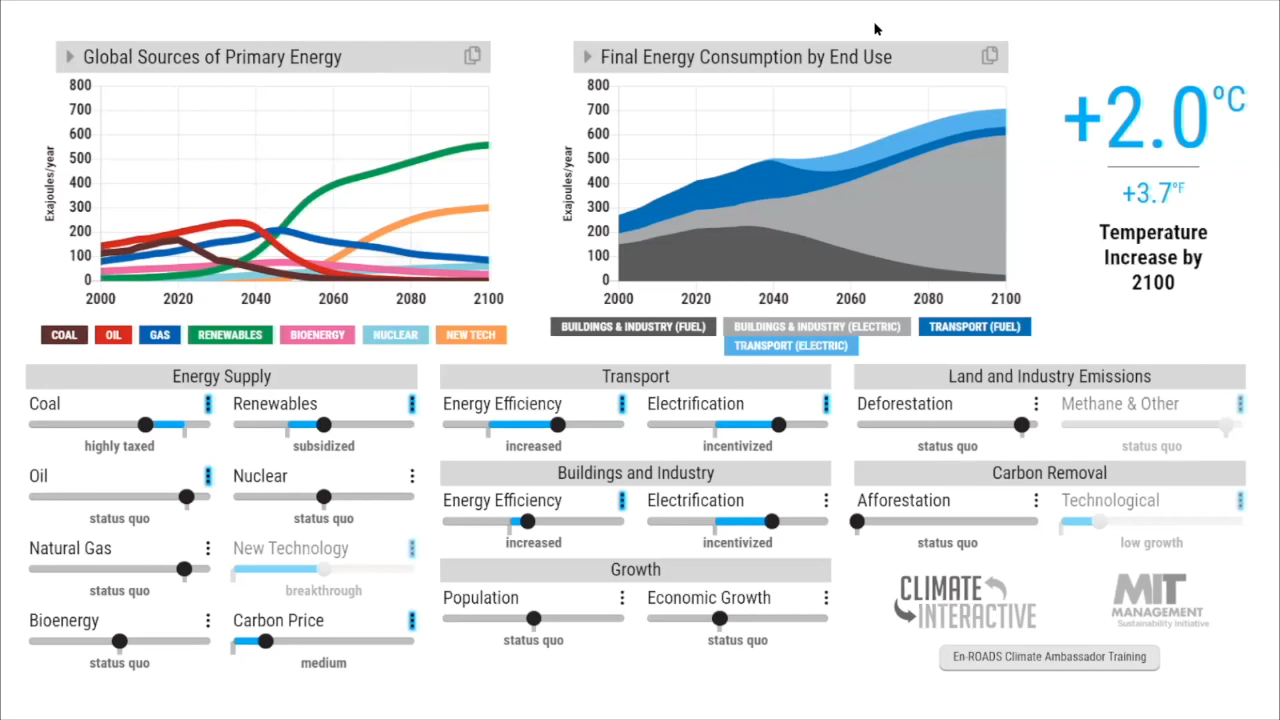 Global Sources of Primary Energy
800
700
600
500
400
300
200
100
0
Exajoules/year
2000 2020 2040 2060 2080 2100
COAL OIL GAS RENEWABLES BIOENERGY NUCLEAR NEW TECH
Final Energy Consumption by End Use
800
700
600
500
400
300
200
100
0
Exajoules/year
2000 2020 2040 2060 2080 2100
BUILDINGS & INDUSTRY (FUEL) BUILDINGS & INDUSTRY (ELECTRIC) TRANSPORT (FUEL)
TRANSPORT (ELECTRIC)
+2.0°C
+3.7°F
Temperature
Increase by
2100
Energy Supply
Coal Renewables
highly taxed subsidized
Oil Nuclear
status quo status quo
Natural Gas New Technology
status quo breakthrough
Bioenergy Carbon Price
status quo medium
Transport
Energy Efficiency Electrification
increased incentivized
Buildings and Industry
Energy Efficiency Electrification
increased incentivized
Growth
Population Economic Growth
status quo status quo
Land and Industry Emissions
Deforestation Methane & Other
status quo status quo
Carbon Removal
Afforestation Technological
status quo low growth
CLIMATE
INTERACTIVE
MIT
MANAGEMENT
Sustainability Initiative
En-ROADS Climate Ambassador Training